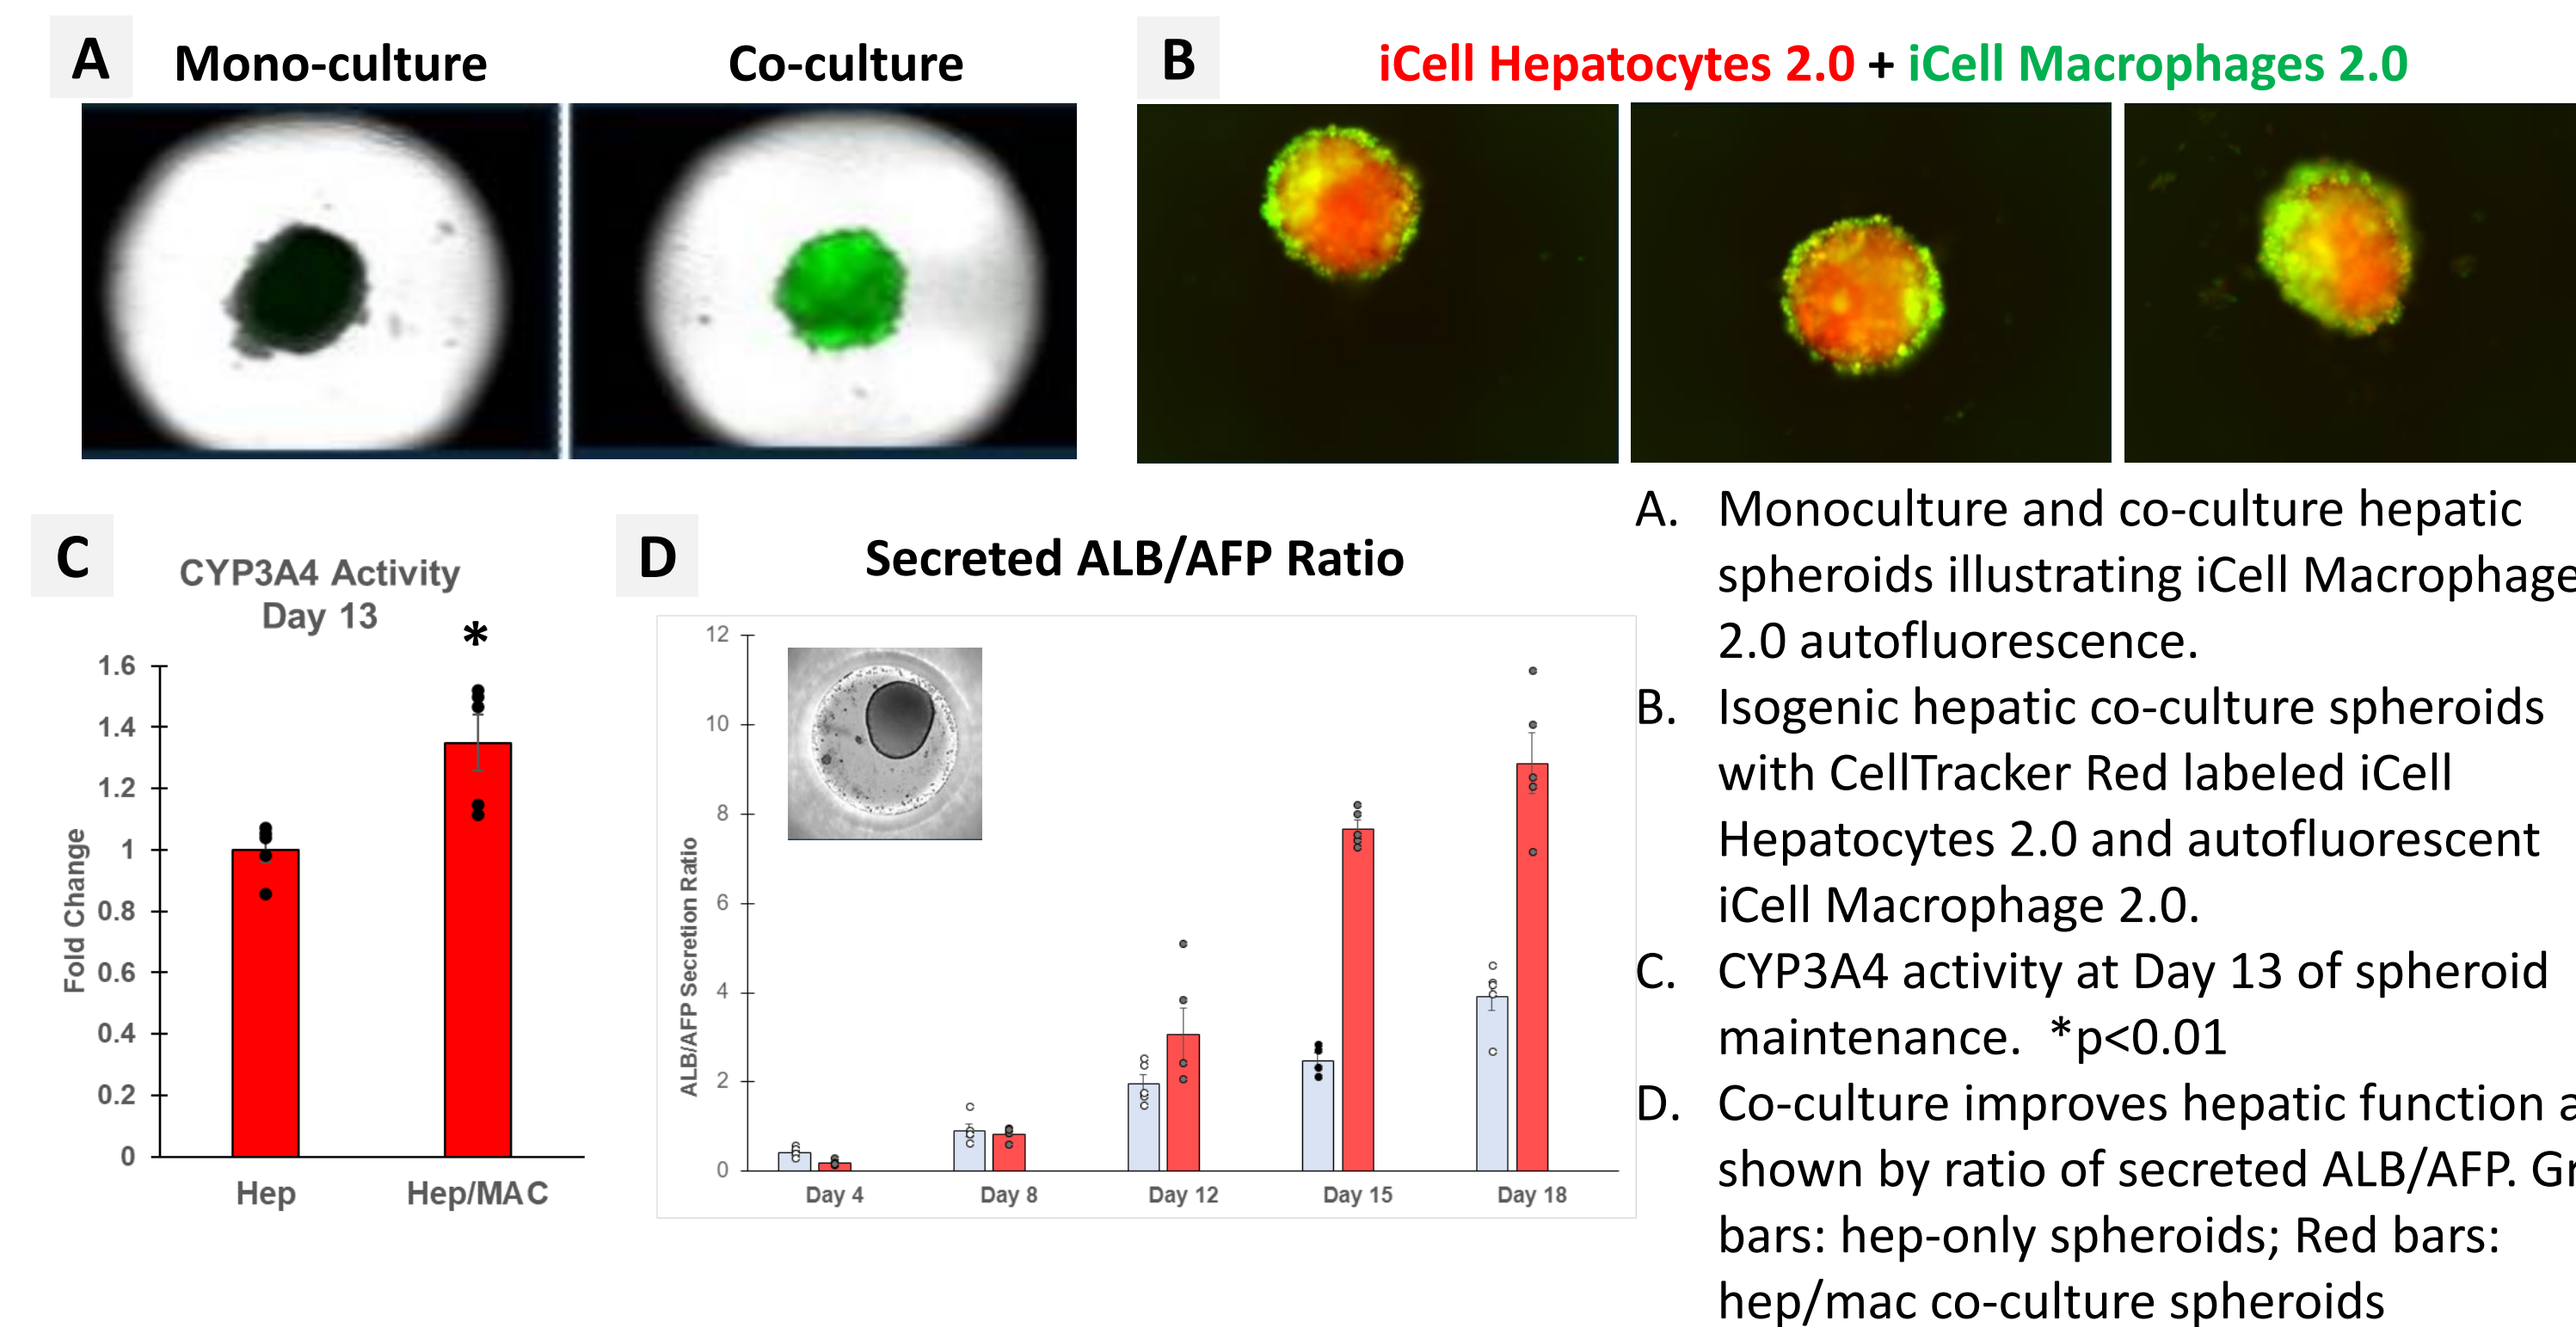 A
Mono-culture
Co-culture
B
iCell Hepatocytes 2.0 + iCell Macrophages 2.0
C
CYP3A4 Activity
Day 13
*
1.6
1.4
1.2
1
0.8
0.6
0.4
0.2
0
Fold Change
Hep
Hep/MAC
D
Secreted ALB/AFP Ratio
12
10
8
6
4
2
0
ALB/AFP Secretion Ratio
Day 4
Day 8
Day 12
Day 15
Day 18
A. Monoculture and co-culture hepatic
spheroids illustrating iCell Macrophage
2.0 autofluorescence.
B. Isogenic hepatic co-culture spheroids
with CellTracker Red labeled iCell
Hepatocytes 2.0 and autofluorescent
iCell Macrophage 2.0.
C. CYP3A4 activity at Day 13 of spheroid
maintenance. *p<0.01
D. Co-culture improves hepatic function
shown by ratio of secreted ALB/AFP.
bars: hep-only spheroids; Red bars:
hep/mac co-culture spheroids